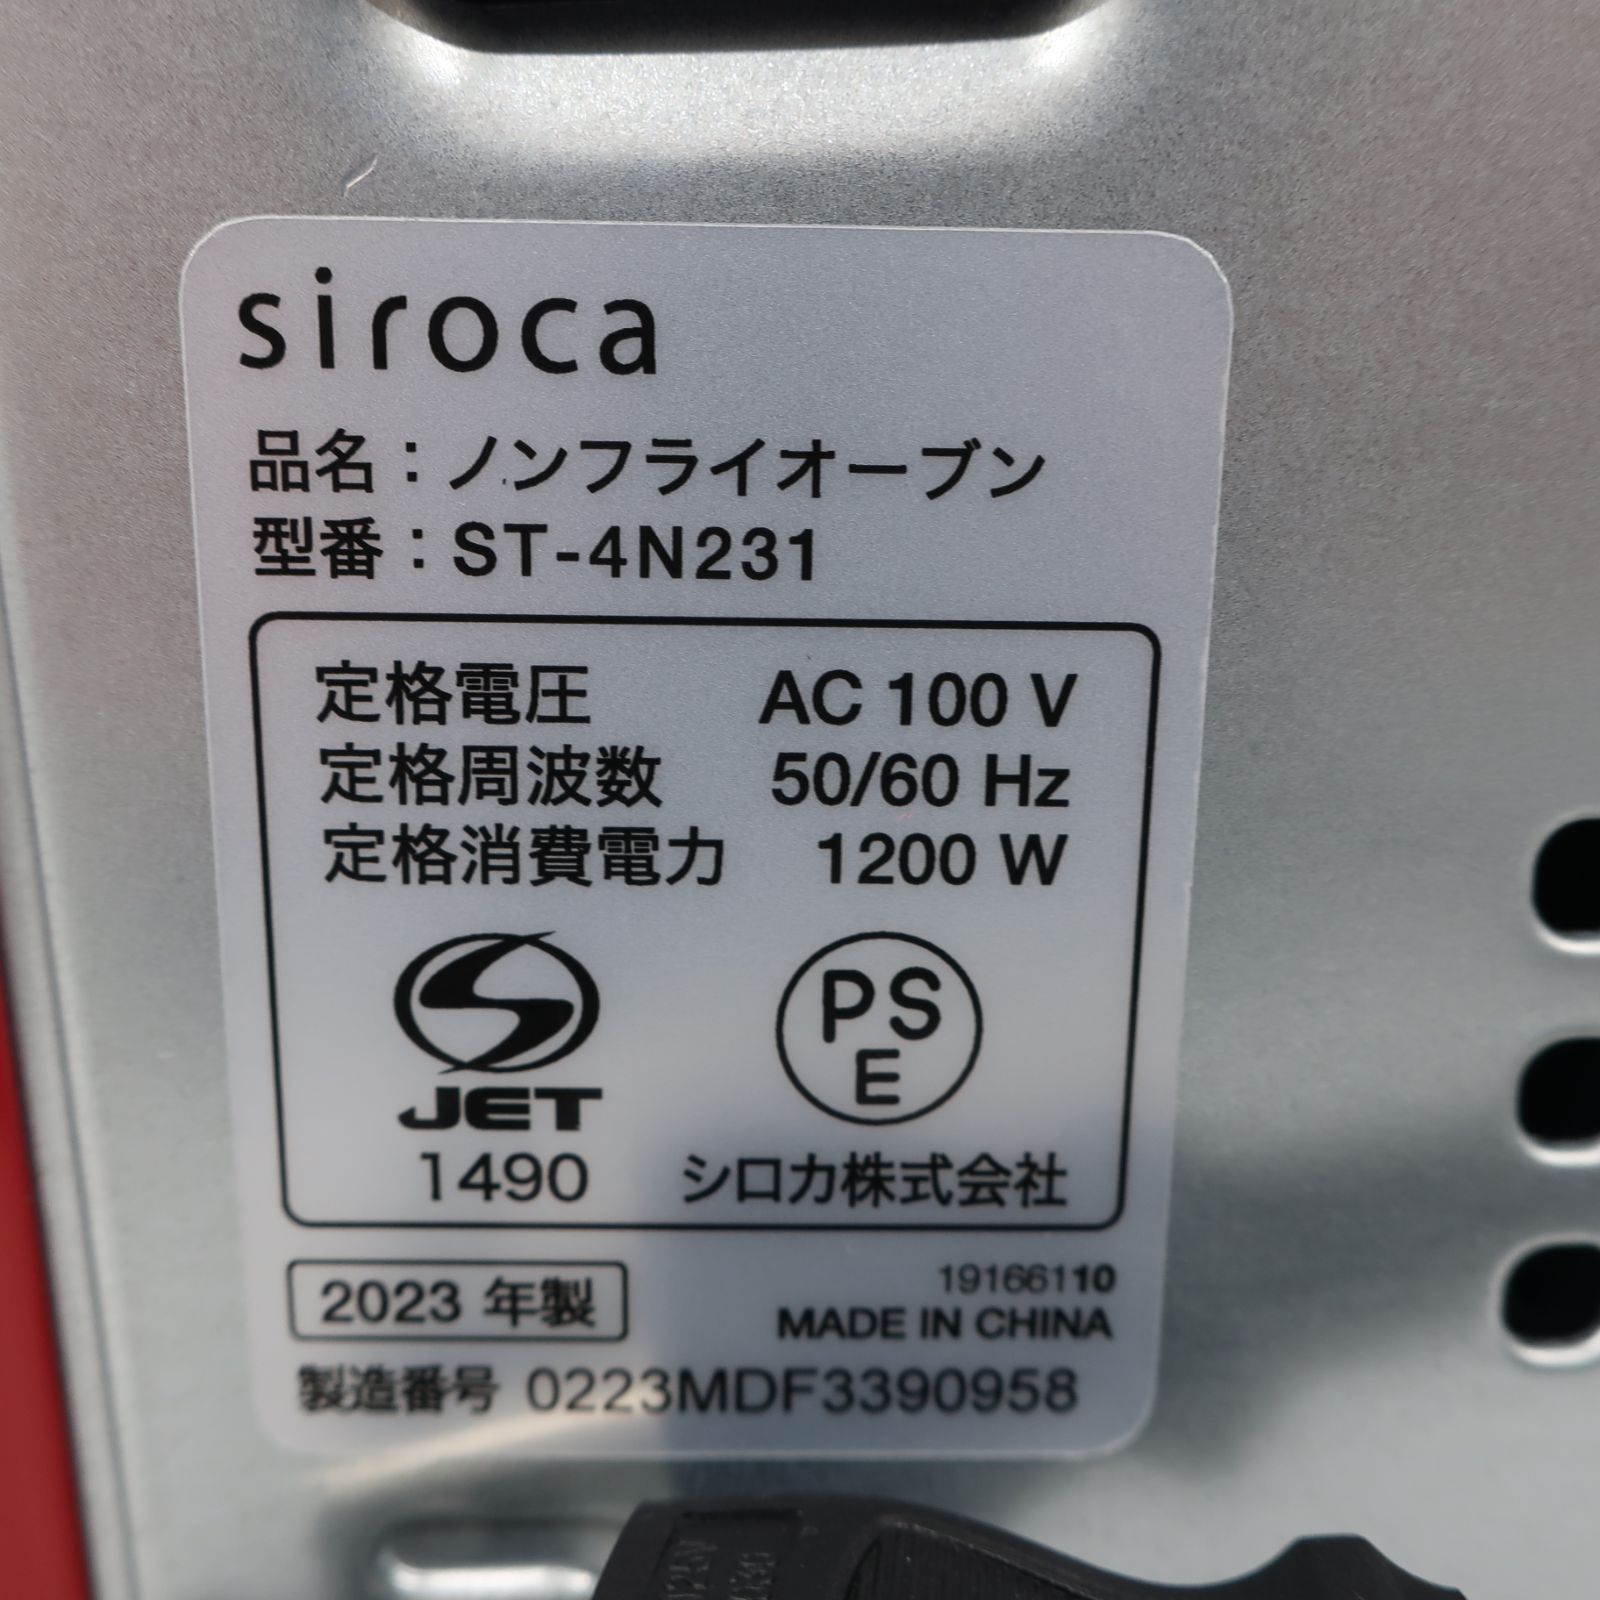 siroca
品名：ノンフライオーブン
型番：ST-4N231
定格電圧 AC 100 V
定格周波数 50/60 Hz
定格消費電力 1200 W
JET
1490
PS
E
シロカ株式会社
2023 年製
19166110
MADE IN CHINA
製造番号 0223MDF3390958
125V